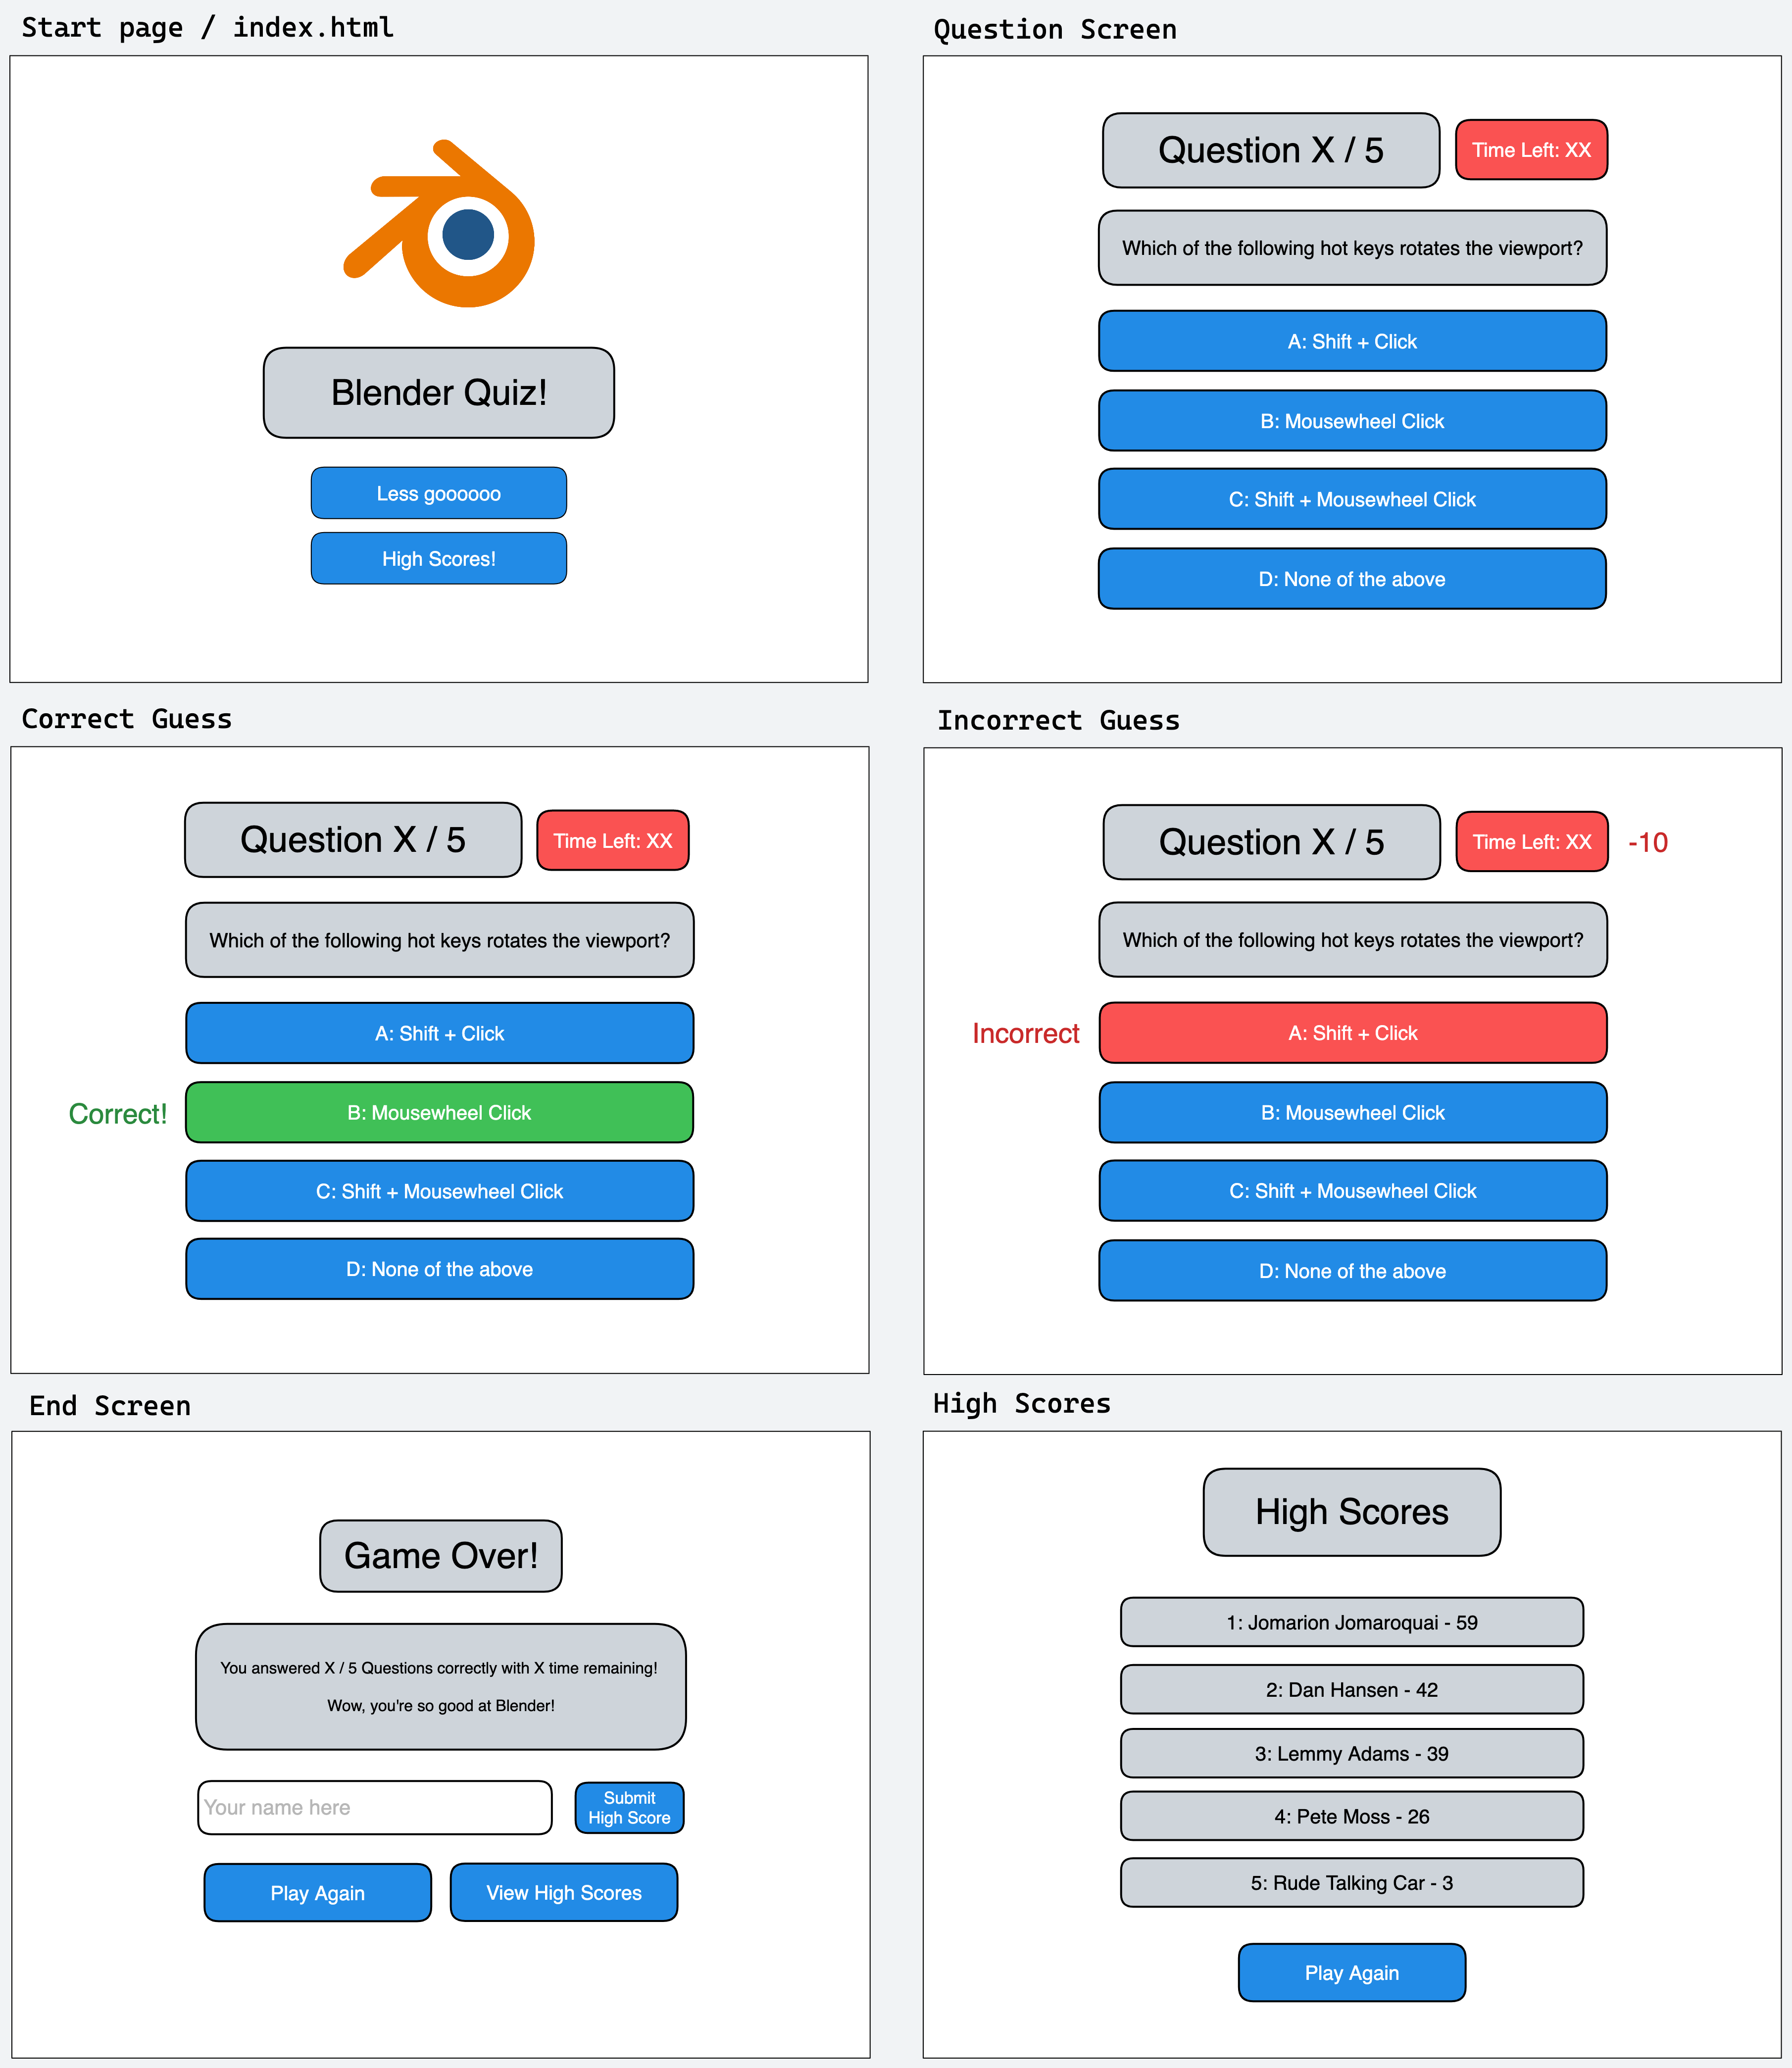 Start page / index.html
Blender Quiz!
Less goooooo
High Scores!
Question Screen
Question X / 5
Time Left: XX
Which of the following hot keys rotates the viewport?
A: Shift + Click
B: Mousewheel Click
C: Shift + Mousewheel Click
D: None of the above
Correct Guess
Question X / 5
Time Left: XX
Which of the following hot keys rotates the viewport?
A: Shift + Click
Correct!
B: Mousewheel Click
C: Shift + Mousewheel Click
D: None of the above
Incorrect Guess
Question X / 5
Time Left: XX
-10
Which of the following hot keys rotates the viewport?
Incorrect
A: Shift + Click
B: Mousewheel Click
C: Shift + Mousewheel Click
D: None of the above
End Screen
Game Over!
You answered X / 5 Questions correctly with X time remaining!
Wow, you're so good at Blender!
Your name here
Submit
High Score
Play Again
View High Scores
High Scores
High Scores
1: Jomarion Jomaroquai - 59
2: Dan Hansen - 42
3: Lemmy Adams - 39
4: Pete Moss - 26
5: Rude Talking Car - 3
Play Again